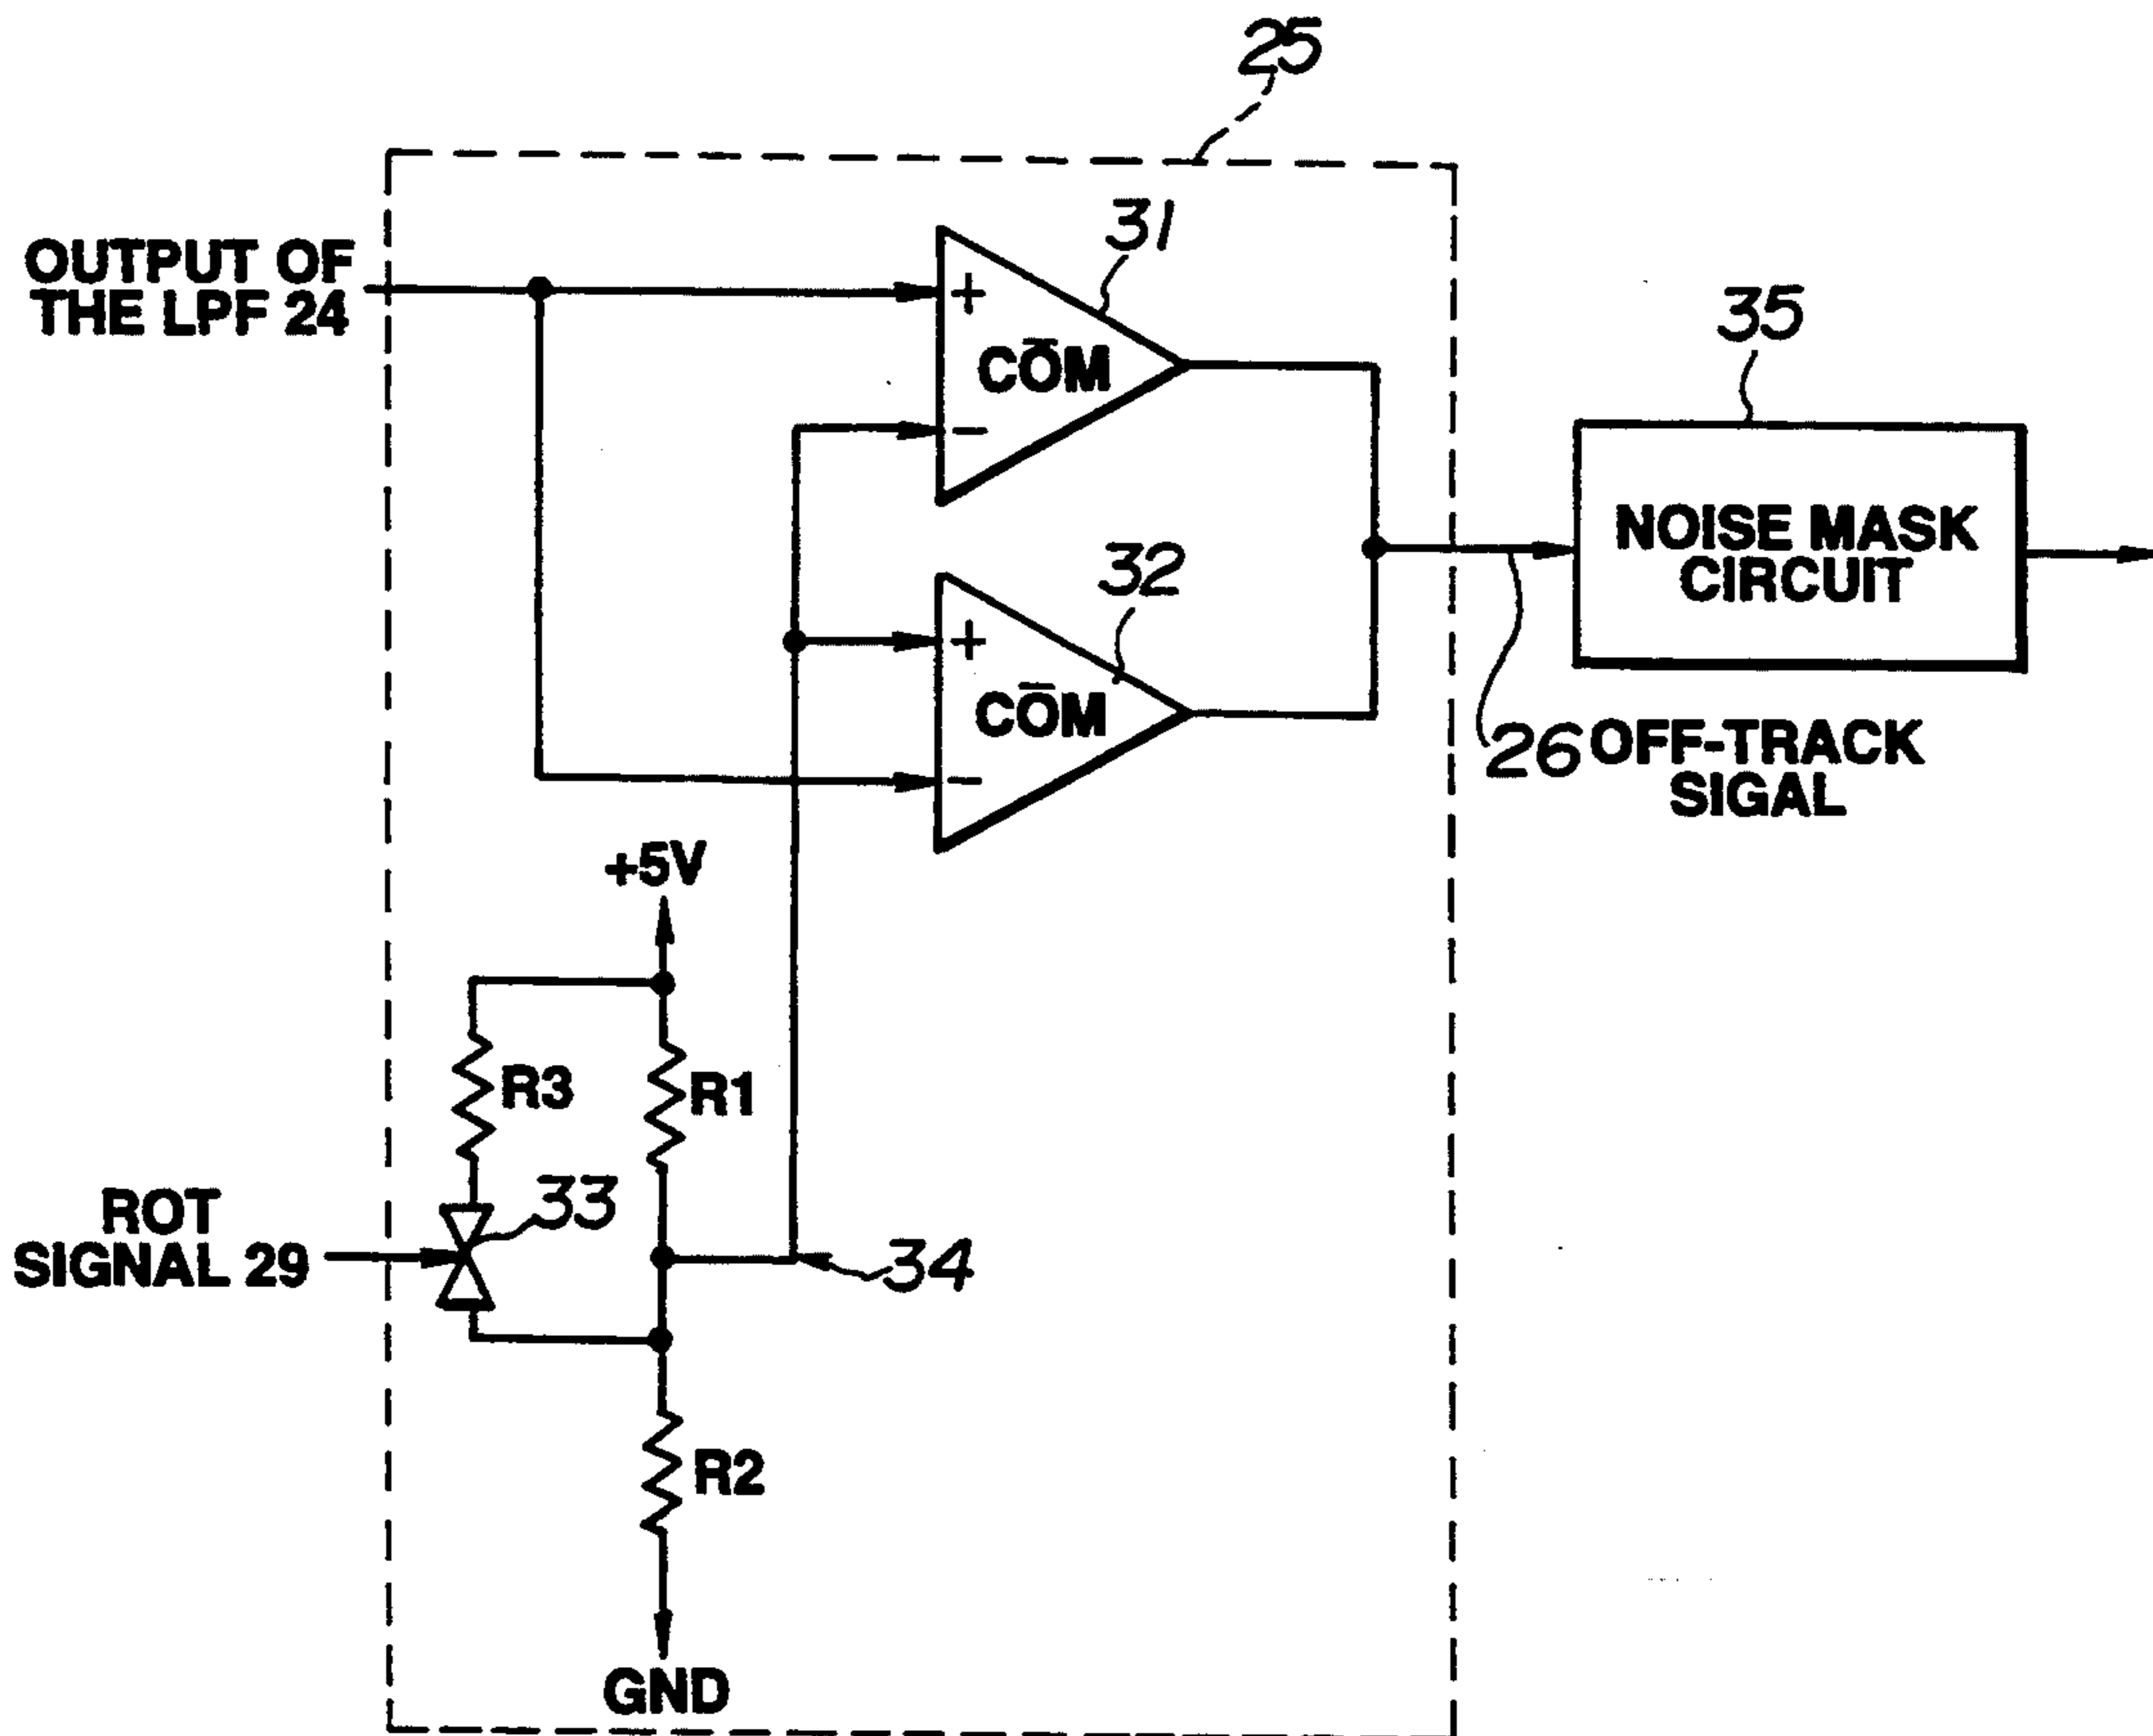 25
OUTPUT OF
THE LPF 24
31
+
COM
−
35
NOISE MASK
CIRCUIT
32
+
COM
−
26 OFF-TRACK
SIGAL
+5V
R3
R1
ROT
SIGNAL 29
33
34
R2
GND